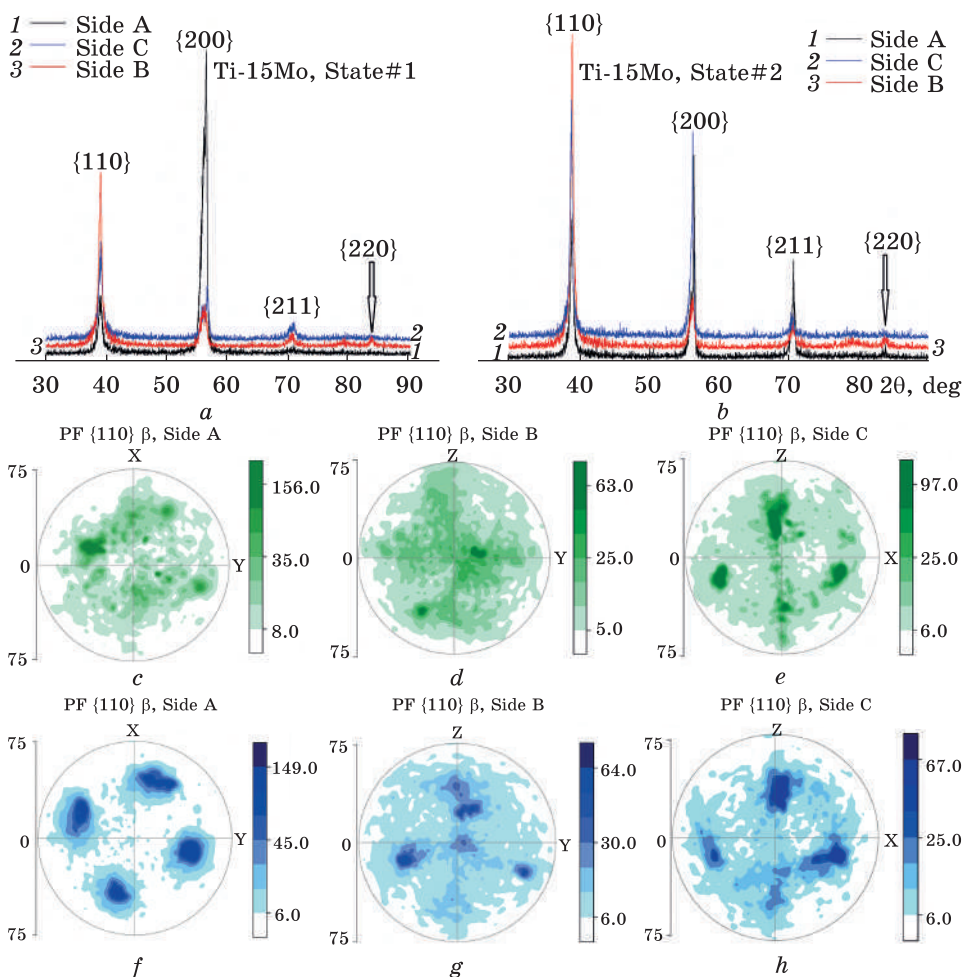 1 Side A
2 Side C
3 Side B
{200}
Ti-15Mo, State#1
{110}
{220}
{211}
2
3
1
30 40 50 60 70 80 90
a
{110}
1 Side A
2 Side C
3 Side B
Ti-15Mo, State#2
{200}
{211}
{220}
2
3
1
30 40 50 60 70 80 2θ, deg
b
PF {110} β, Side A
X
75
156.0
0
Y
35.0
8.0
75
c
PF {110} β, Side B
Z
75
63.0
0
Y
25.0
5.0
75
d
PF {110} β, Side C
Z
75
97.0
0
X
25.0
6.0
75
e
PF {110} β, Side A
X
75
149.0
0
Y
45.0
6.0
75
f
PF {110} β, Side B
Z
75
64.0
0
Y
30.0
6.0
75
g
PF {110} β, Side C
Z
75
67.0
0
X
25.0
6.0
75
h